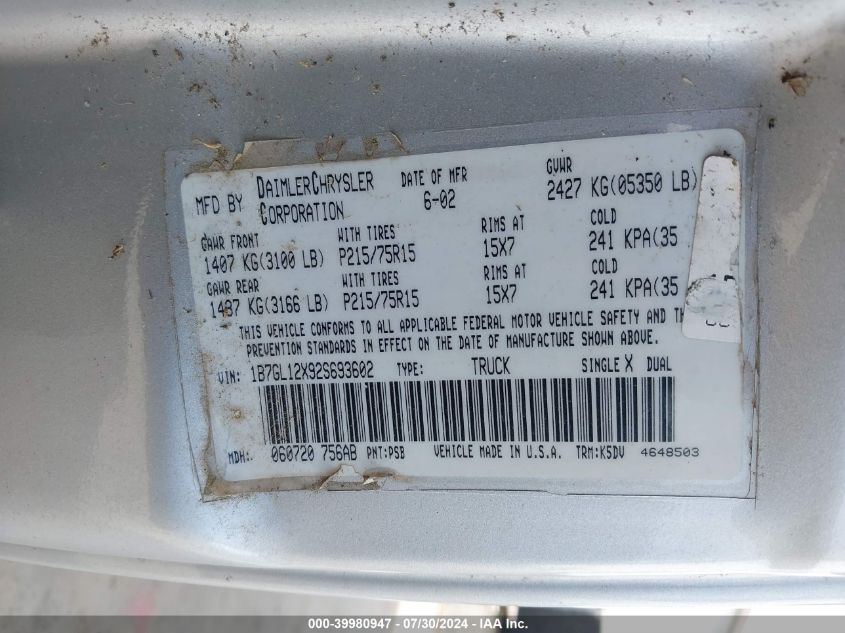 MFD BY DAIMLERCHRYSLER CORPORATION DATE OF MFR 6-02 GVWR 2427 KG(05350 LB)
GAWR FRONT WITH TIRES RIMS AT COLD
1407 KG(3100 LB) P215/75R15 15X7 241 KPA(35
GAWR REAR WITH TIRES RIMS AT COLD
1437 KG(3166 LB) P215/75R15 15X7 241 KPA(35
THIS VEHICLE CONFORMS TO ALL APPLICABLE FEDERAL MOTOR VEHICLE SAFETY AND
PREVENTION STANDARDS IN EFFECT ON THE DATE OF MANUFACTURE SHOWN ABOVE.
VIN: 1B7GL12X92S693602 TYPE: TRUCK SINGLE X DUAL
MDH: 060720 756AB PNT:PSB VEHICLE MADE IN U.S.A. TRM:K5DV 4648503
000-39980947 - 07/30/2024 - IAA Inc.